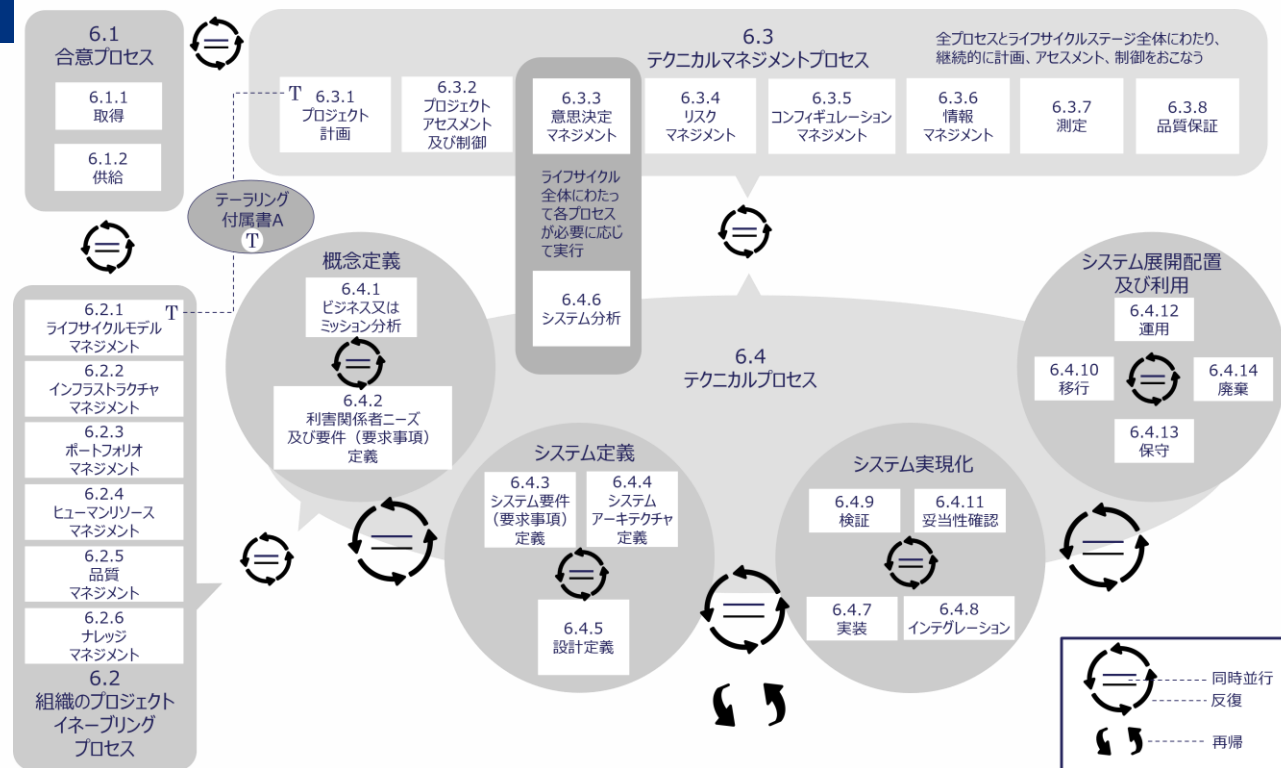 6.1
合意プロセス
6.1.1
取得
6.1.2
供給
6.3
テクニカルマネジメントプロセス
全プロセスとライフサイクルステージ全体にわたり、
継続的に計画、アセスメント、制御をおこなう
T
6.3.1
プロジェクト
計画
6.3.2
プロジェクト
アセスメント
及び制御
6.3.3
意思決定
マネジメント
6.3.4
リスク
マネジメント
6.3.5
コンフィギュレーション
マネジメント
6.3.6
情報
マネジメント
6.3.7
測定
6.3.8
品質保証
ライフサイクル
全体にわたっ
て各プロセス
が必要に応じ
て実行
6.4.6
システム分析
テーラリング
付属書A
T
6.2.1
ライフサイクルモデル
マネジメント
T
6.2.2
インフラストラクチャ
マネジメント
6.2.3
ポートフォリオ
マネジメント
6.2.4
ヒューマンリソース
マネジメント
6.2.5
品質
マネジメント
6.2.6
ナレッジ
マネジメント
6.2
組織のプロジェクト
イネーブリング
プロセス
概念定義
6.4.1
ビジネス又は
ミッション分析
6.4.2
利害関係者ニーズ
及び要件（要求事項）
定義
6.4
テクニカルプロセス
システム定義
6.4.3
システム要件
（要求事項）
定義
6.4.4
システム
アーキテクチャ
定義
6.4.5
設計定義
システム実現化
6.4.9
検証
6.4.11
妥当性確認
6.4.7
実装
6.4.8
インテグレーション
システム展開配置
及び利用
6.4.12
運用
6.4.10
移行
6.4.14
廃棄
6.4.13
保守
同時並行
反復
再帰